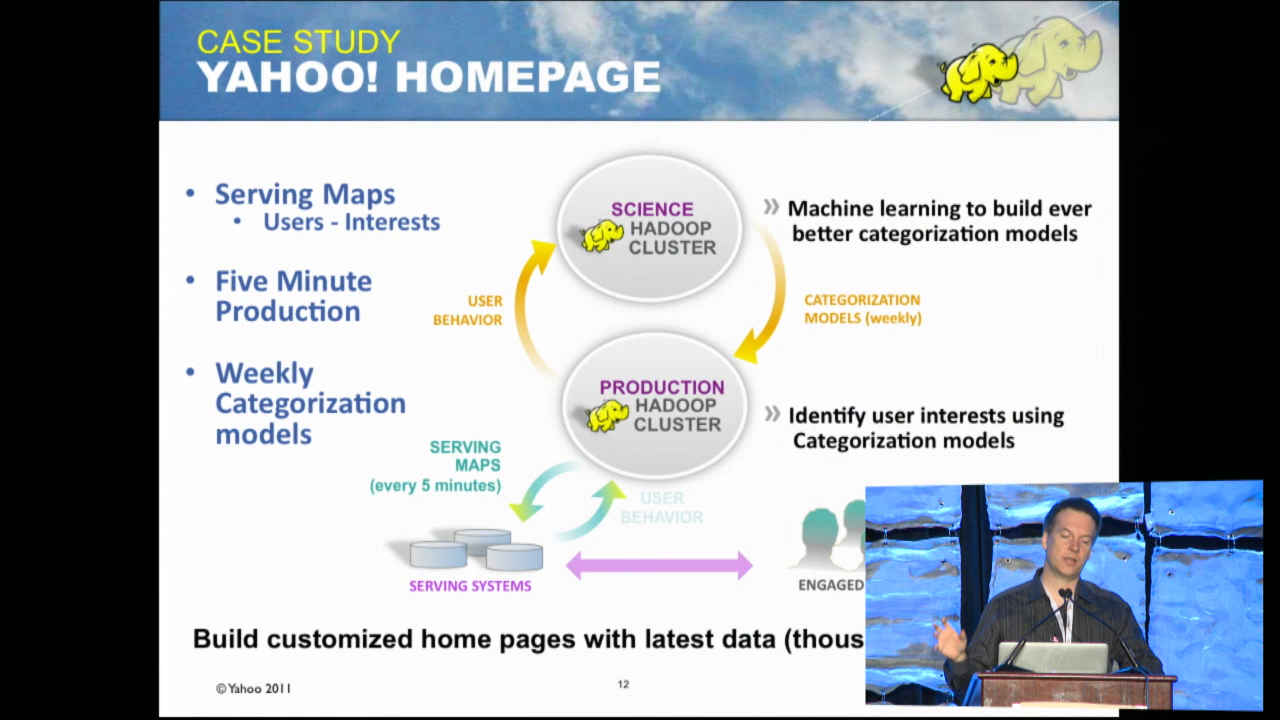 CASE STUDY
YAHOO! HOMEPAGE
• Serving Maps
• Users - Interests
• Five Minute
Production
• Weekly
Categorization
models
SCIENCE
HADOOP
CLUSTER
» Machine learning to build ever
better categorization models
USER
BEHAVIOR
CATEGORIZATION
MODELS (weekly)
PRODUCTION
HADOOP
CLUSTER
» Identify user interests using
Categorization models
SERVING
MAPS
(every 5 minutes)
USER
BEHAVIOR
SERVING SYSTEMS
ENGAGED
Build customized home pages with latest data (thous
© Yahoo 2011
12